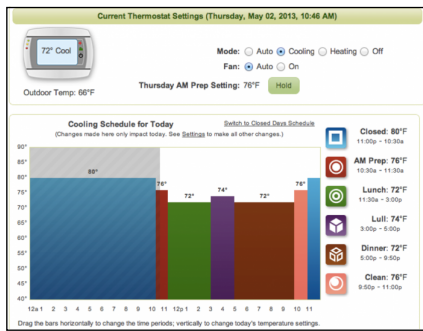 Current Thermostat Settings (Thursday, May 02, 2013, 10:46 AM)
72° Cool
Outdoor Temp: 66°F
Mode: Auto Cooling Heating Off
Fan: Auto On
Thursday AM Prep Setting: 76°F Hold
Cooling Schedule for Today
Switch to Closed Days Schedule
(Changes made here only impact today. See Settings to make all other changes.)
90°
85°
80°
75°
70°
65°
60°
55°
50°
45°
40°
80°
76°
72°
74°
72°
76°
12a 1 2 3 4 5 6 7 8 9 10 11 12p 1 2 3 4 5 6 7 8 9 10 11
Closed: 80°F
11:00p - 10:30a
AM Prep: 76°F
10:30a - 11:30a
Lunch: 72°F
11:30a - 3:00p
Lull: 74°F
3:00p - 5:00p
Dinner: 72°F
5:00p - 9:50p
Clean: 76°F
9:50p - 11:00p
Drag the bars horizontally to change the time periods; vertically to change today's temperature settings.